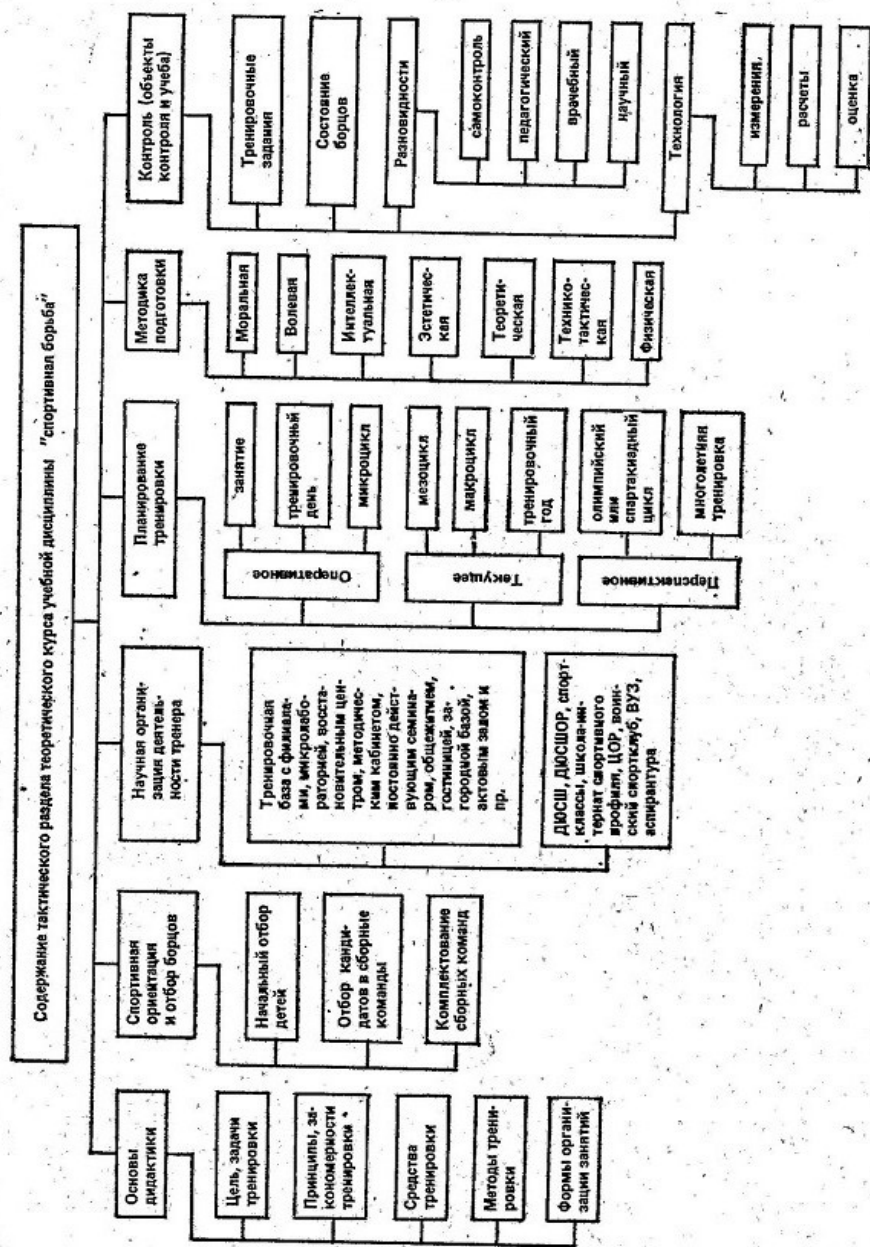 Содержание тактического раздела теоретического курса учебной дисциплины "спортивная борьба"
Основы
дидактики
Цель, задачи
тренировки
Принципы, за-
кономерности
тренировки
Средства
тренировки
Методы трени-
ровки
Формы органи-
зации занятий
Спортивная
ориентация
и отбор борцов
Начальный отбор
детей
Отбор канди-
датов в сборные
команды
Комплектование
сборных команд
Научная органи-
зация деятель-
ности тренера
Тренировочная
база с филиала-
ми, микролабо-
раторией, восста-
новительным цен-
тром, методичес-
ким кабинетом,
постоянно дейст-
вующим семина-
ром, общежитием,
гостиницей, за-
городной базой,
актовым залом и
пр.
ДЮСШ, ДЮСШОР, спорт-
классы, школа-ин-
тернат спортивного
профиля, ЦОР, воин-
ский спортклуб, ВУЗ,
аспирантура
Планирование
тренировки
Оперативное
занятие
тренировочный
день
микроцикл
Текущее
мезоцикл
макроцикл
тренировочный
год
Перспективное
олимпийский
или
спартакиадный
цикл
многолетняя
тренировка
Методика
подготовки
Моральная
Волевая
Интеллек-
туальная
Эстетичес-
кая
Теорети-
ческая
Технико-
тактичес-
кая
Физическая
Контроль (объекты
контроля и учеба)
Тренировочные
задания
Состояние
борцов
Разновидности
самоконтроль
педагогический
врачебный
научный
Технология
измерения,
расчеты
оценка